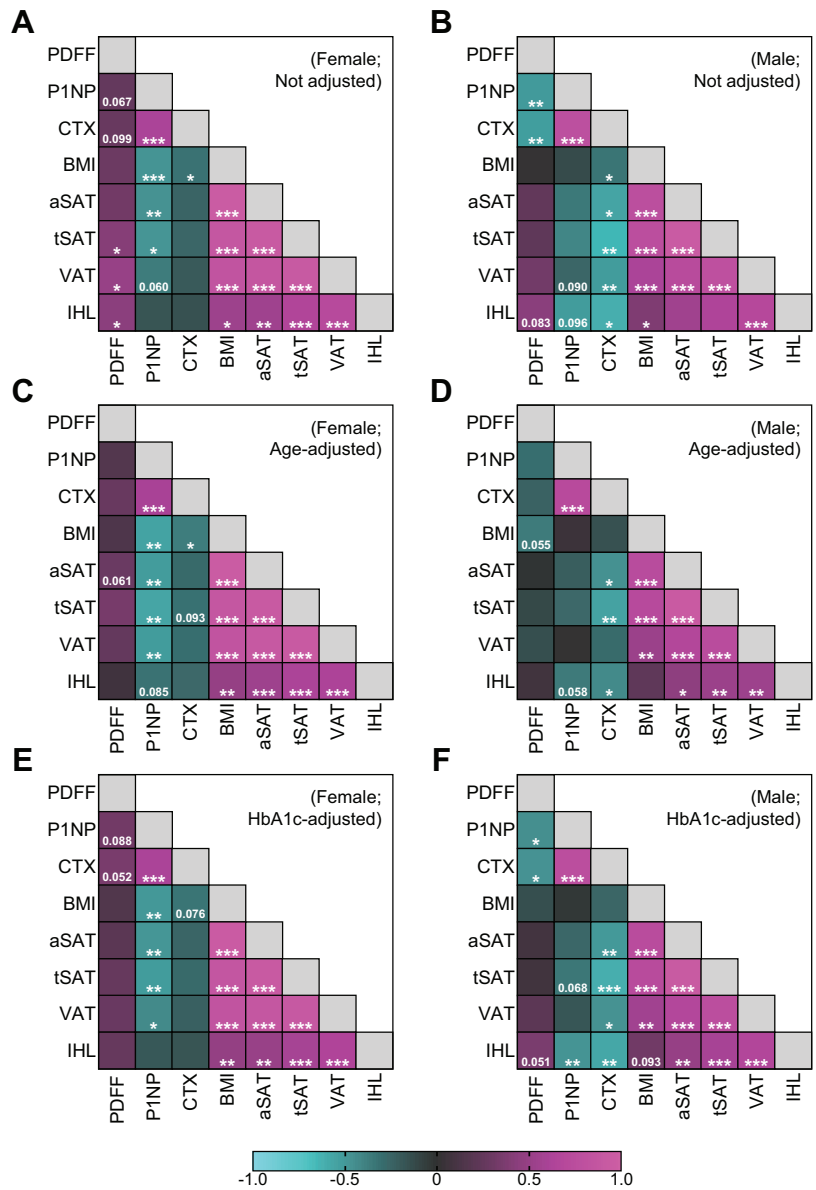 A
PDFF
(Female;
P1NP
0.067
Not adjusted)
CTX
0.099
***
BMI
***
*
aSAT
**
***
tSAT
*
*
***
***
VAT
*
0.060
***
***
***
IHL
*
*
**
***
***
PDFF
P1NP
CTX
BMI
aSAT
tSAT
VAT
IHL
B
PDFF
(Male;
P1NP
**
Not adjusted)
CTX
**
***
BMI
*
aSAT
*
***
tSAT
**
***
***
VAT
0.090
**
***
***
***
IHL
0.083
0.096
*
*
***
PDFF
P1NP
CTX
BMI
aSAT
tSAT
VAT
IHL
C
PDFF
(Female;
P1NP
Age-adjusted)
CTX
***
BMI
**
*
aSAT
0.061
**
***
tSAT
**
0.093
***
***
VAT
**
***
***
***
IHL
0.085
**
***
***
***
PDFF
P1NP
CTX
BMI
aSAT
tSAT
VAT
IHL
D
PDFF
(Male;
P1NP
Age-adjusted)
CTX
***
BMI
0.055
aSAT
*
***
tSAT
**
***
***
VAT
**
***
***
IHL
0.058
*
*
**
**
PDFF
P1NP
CTX
BMI
aSAT
tSAT
VAT
IHL
E
PDFF
(Female;
P1NP
0.088
HbA1c-adjusted)
CTX
0.052
***
BMI
**
0.076
aSAT
**
***
tSAT
**
***
***
VAT
*
***
***
***
IHL
**
**
***
***
PDFF
P1NP
CTX
BMI
aSAT
tSAT
VAT
IHL
F
PDFF
(Male;
P1NP
*
HbA1c-adjusted)
CTX
*
***
BMI
aSAT
**
***
tSAT
0.068
***
***
***
VAT
*
**
***
***
IHL
0.051
**
**
0.093
**
***
***
PDFF
P1NP
CTX
BMI
aSAT
tSAT
VAT
IHL
-1.0
-0.5
0
0.5
1.0